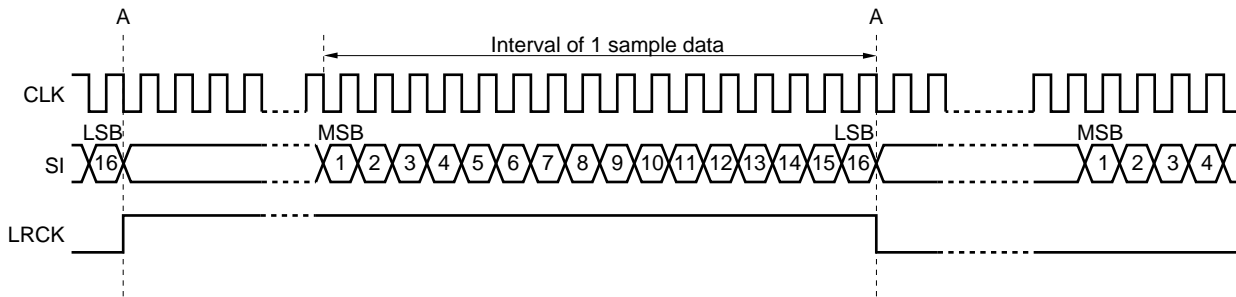 A A
Interval of 1 sample data
CLK
LSB MSB LSB MSB
SI 16 1 2 3 4 5 6 7 8 9 10 11 12 13 14 15 16 1 2 3 4
LRCK